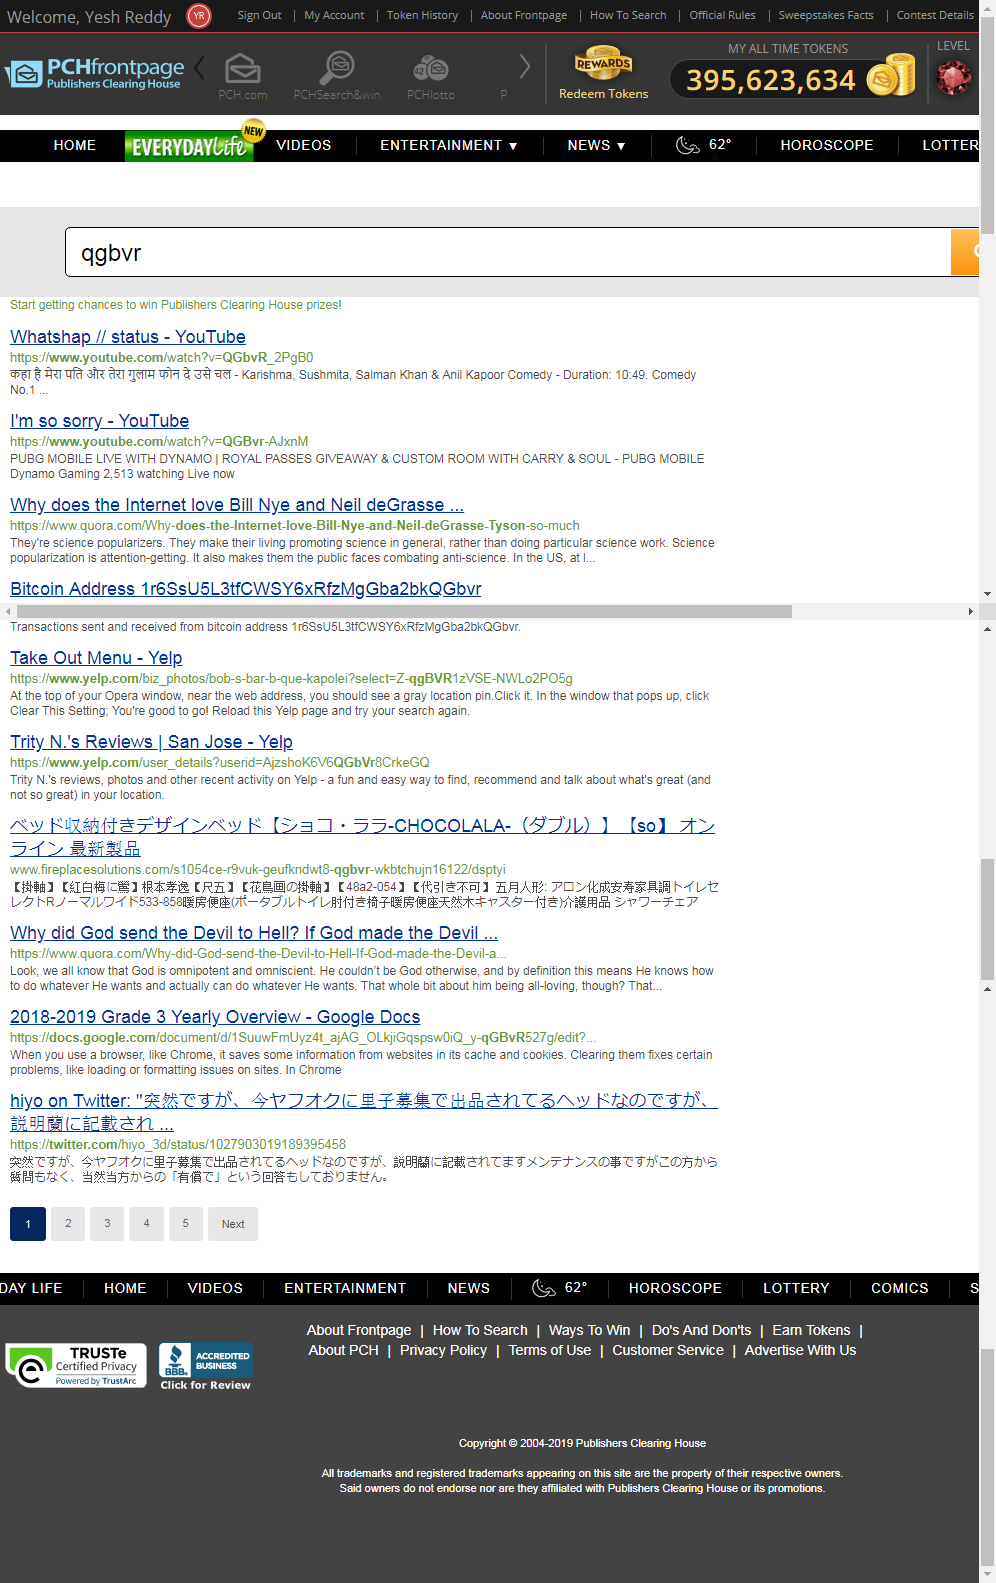 Welcome, Yesh Reddy YR Sign Out | My Account | Token History | About Frontpage | How To Search | Official Rules | Sweepstakes Facts | Contest Details
PCHfrontpage
Publishers Clearing House
PCH.com PCHSearch&win 42 PCHlotto P
REWARDS
Redeem Tokens
MY ALL TIME TOKENS
395,623,634
LEVEL
HOME EVERYDAY Life NEW VIDEOS ENTERTAINMENT ▼ NEWS ▼ 62° HOROSCOPE LOTTER
qgbvr
Start getting chances to win Publishers Clearing House prizes!
Whatshap // status - YouTube
https://www.youtube.com/watch?v=QGbvR_2PgB0
कहा है मेरा पति और तेरा गुलाम फोन दे उसे चल - Karishma, Sushmita, Salman Khan & Anil Kapoor Comedy - Duration: 10:49. Comedy
No.1 ...
I'm so sorry - YouTube
https://www.youtube.com/watch?v=QGBvr-AJxnM
PUBG MOBILE LIVE WITH DYNAMO | ROYAL PASSES GIVEAWAY & CUSTOM ROOM WITH CARRY & SOUL - PUBG MOBILE
Dynamo Gaming 2,513 watching Live now
Why does the Internet love Bill Nye and Neil deGrasse ...
https://www.quora.com/Why-does-the-Internet-love-Bill-Nye-and-Neil-deGrasse-Tyson-so-much
They're science popularizers. They make their living promoting science in general, rather than doing particular science work. Science
popularization is attention-getting. It also makes them the public faces combating anti-science. In the US, at l...
Bitcoin Address 1r6SsU5L3tfCWSY6xRfzMgGba2bkQGbvr
Transactions sent and received from bitcoin address 1r6SsU5L3tfCWSY6xRfzMgGba2bkQGbvr.
Take Out Menu - Yelp
https://www.yelp.com/biz_photos/bob-s-bar-b-que-kapolei?select=Z-qgBVR1zVSE-NWLo2PO5g
At the top of your Opera window, near the web address, you should see a gray location pin.Click it. In the window that pops up, click
Clear This Setting; You're good to go! Reload this Yelp page and try your search again.
Trity N.'s Reviews | San Jose - Yelp
https://www.yelp.com/user_details?userid=AjzshoK6V6QGbVr8CrkeGQ
Trity N.'s reviews, photos and other recent activity on Yelp - a fun and easy way to find, recommend and talk about what's great (and
not so great) in your location.
ベッド収納付きデザインベッド【ショコ・ララ-CHOCOLALA-（ダブル）】【so】 オン
ライン 最新製品
www.fireplacesolutions.com/s1054ce-r9vuk-geufkndwt8-qgbvr-wkbtchujn16122/dsptyi
【掛軸】【紅白梅に鶯】根本孝逸【尺五】【花鳥画の掛軸】【48a2-054】【代引き不可】 五月人形: アロン化成安寿家具調トイレセ
レクトRノーマルワイド533-858暖房便座(ポータブルトイレ肘付き椅子暖房便座天然木キャスター付き)介護用品 シャワーチェア
Why did God send the Devil to Hell? If God made the Devil ...
https://www.quora.com/Why-did-God-send-the-Devil-to-Hell-If-God-made-the-Devil-a...
Look, we all know that God is omnipotent and omniscient. He couldn't be God otherwise, and by definition this means He knows how
to do whatever He wants and actually can do whatever He wants. That whole bit about him being all-loving, though? That...
2018-2019 Grade 3 Yearly Overview - Google Docs
https://docs.google.com/document/d/1SuuwFmUyz4t_ajAG_OLkjiGqspsw0iQ_y-qGBvR527g/edit?...
When you use a browser, like Chrome, it saves some information from websites in its cache and cookies. Clearing them fixes certain
problems, like loading or formatting issues on sites. In Chrome
hiyo on Twitter: "突然ですが、今ヤフオクに里子募集で出品されてるヘッドなのですが、
説明蘭に記載され ...
https://twitter.com/hiyo_3d/status/1027903019189395458
突然ですが、今ヤフオクに里子募集で出品されてるヘッドなのですが、説明蘭に記載されてますメンテナンスの事ですがこの方から
質問もなく、当然当方からの「有償で」という回答もしておりません。
1 2 3 4 5 Next
DAY LIFE HOME VIDEOS ENTERTAINMENT NEWS 62° HOROSCOPE LOTTERY COMICS S
About Frontpage | How To Search | Ways To Win | Do's And Don'ts | Earn Tokens |
About PCH | Privacy Policy | Terms of Use | Customer Service | Advertise With Us
TRUSTe
Certified Privacy
Powered by TrustArc
BBB. ACCREDITED BUSINESS
Click for Review
Copyright © 2004-2019 Publishers Clearing House
All trademarks and registered trademarks appearing on this site are the property of their respective owners.
Said owners do not endorse nor are they affiliated with Publishers Clearing House or its promotions.